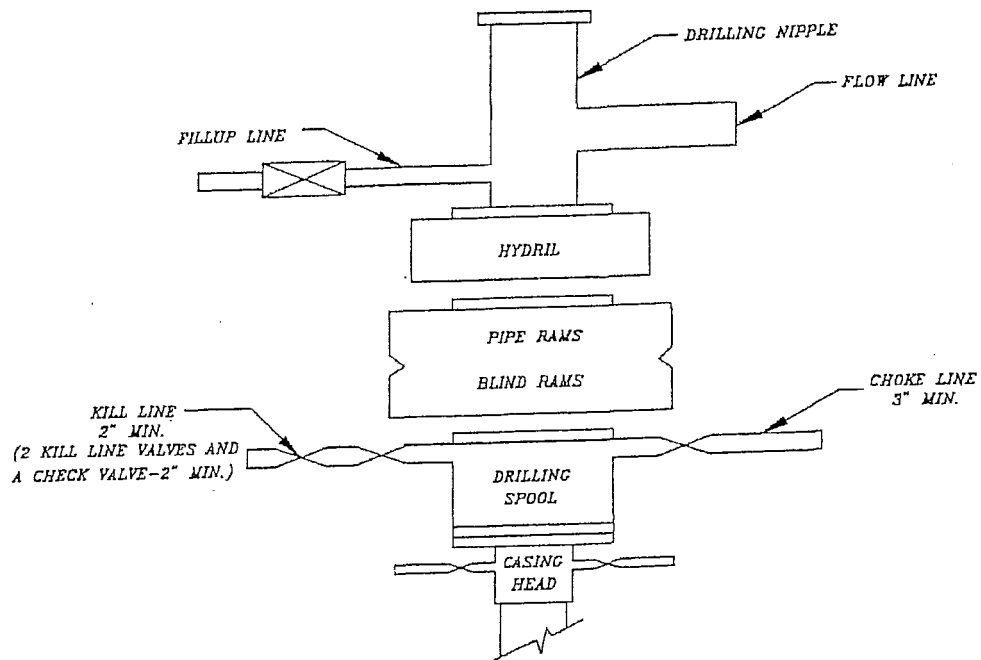 DRILLING NIPPLE
FLOW LINE
FILLUP LINE
HYDRIL
PIPE RAMS
BLIND RAMS
CHOKE LINE
3" MIN.
KILL LINE
2" MIN.
(2 KILL LINE VALVES AND
A CHECK VALVE-2" MIN.)
DRILLING
SPOOL
CASING
HEAD